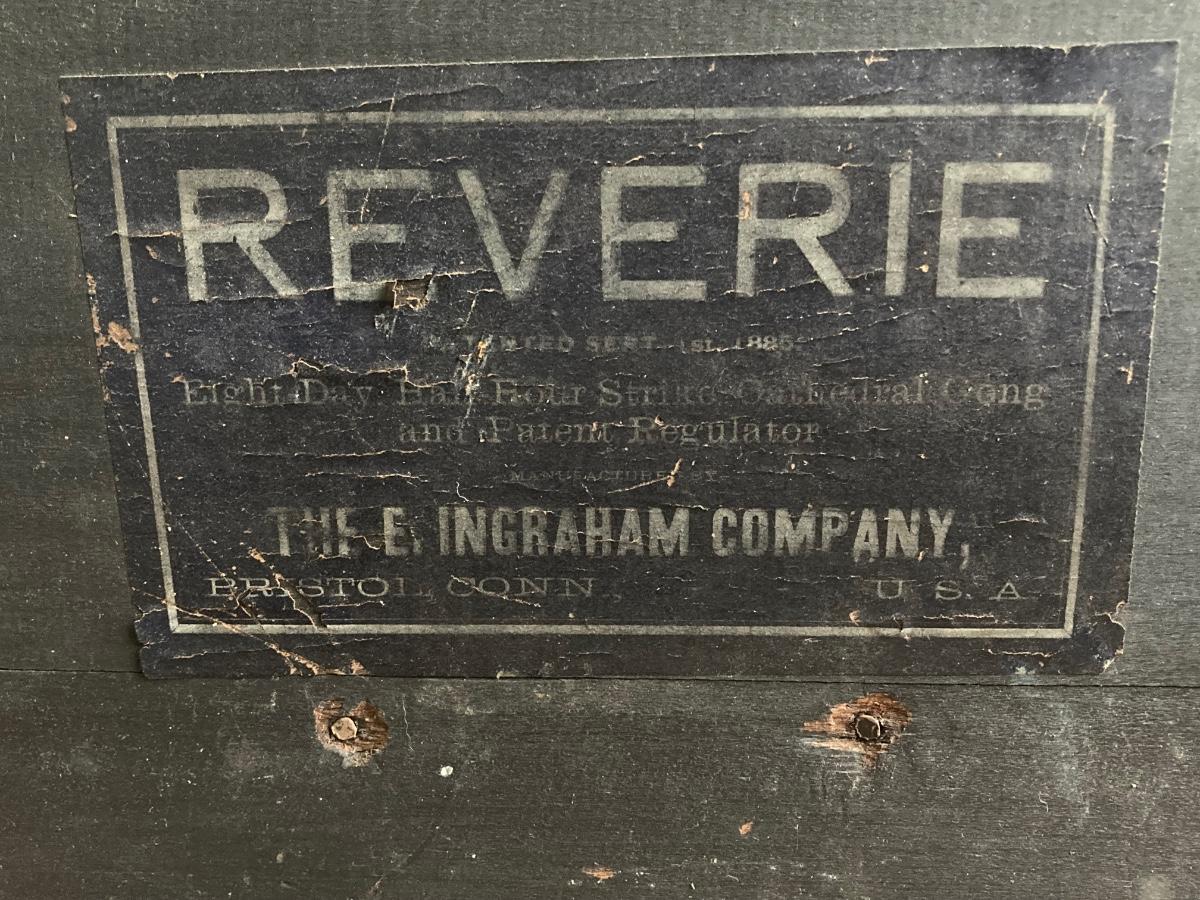 REVERIE
PATENTED SEPT. 1st, 1885
Eight Day, Half Hour Strike Cathedral Gong
and Patent Regulator
MANUFACTURED BY
THE E. INGRAHAM COMPANY,
BRISTOL, CONN., U. S. A